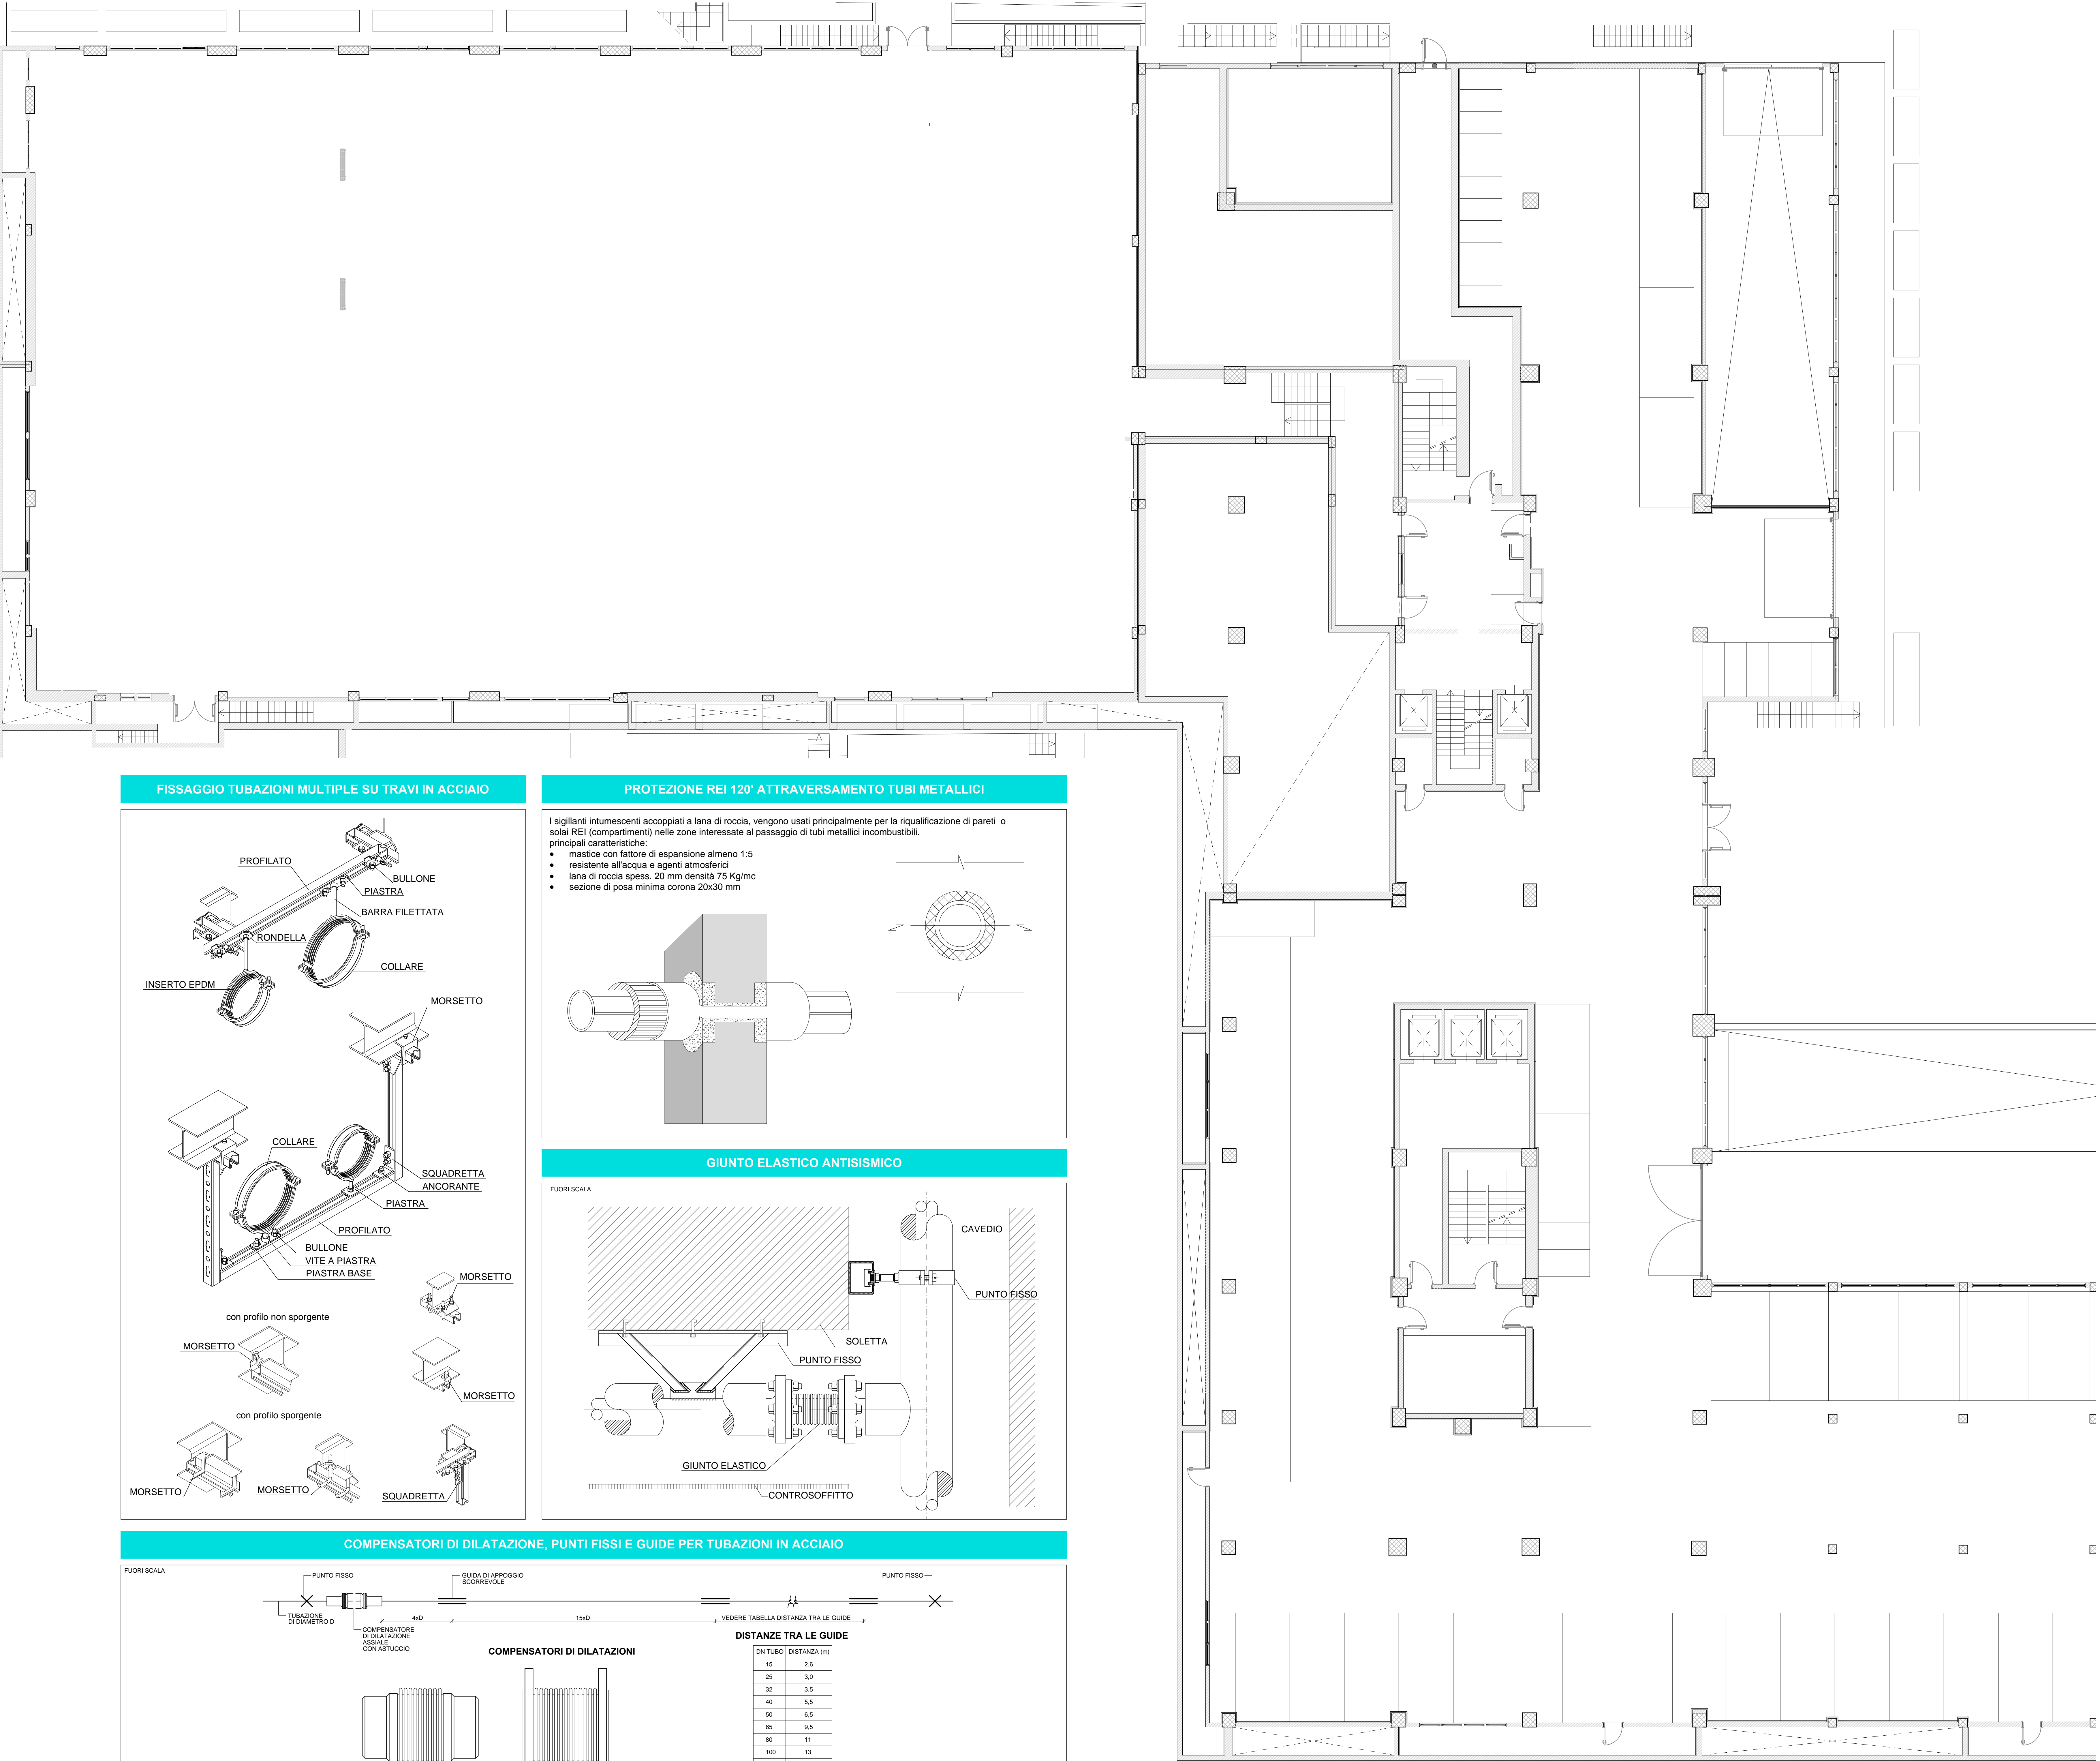 FISSAGGIO TUBAZIONI MULTIPLE SU TRAVI IN ACCIAIO
PROFILATO
BULLONE
PIASTRA
BARRA FILETTATA
RONDELLA
COLLARE
INSERTO EPDM
MORSETTO
COLLARE
SQUADRETTA
ANCORANTE
PIASTRA
PROFILATO
BULLONE
VITE A PIASTRA
PIASTRA BASE
MORSETTO
con profilo non sporgente
MORSETTO
MORSETTO
con profilo sporgente
MORSETTO
MORSETTO
SQUADRETTA
PROTEZIONE REI 120' ATTRAVERSAMENTO TUBI METALLICI
I sigillanti intumescenti accoppiati a lana di roccia, vengono usati principalmente per la riqualificazione di pareti o
solai REI (compartimenti) nelle zone interessate al passaggio di tubi metallici incombustibili.
principali caratteristiche:
● mastice con fattore di espansione almeno 1:5
● resistente all'acqua e agenti atmosferici
● lana di roccia spess. 20 mm densità 75 Kg/mc
● sezione di posa minima corona 20x30 mm
GIUNTO ELASTICO ANTISISMICO
FUORI SCALA
CAVEDIO
PUNTO FISSO
SOLETTA
PUNTO FISSO
GIUNTO ELASTICO
CONTROSOFFITTO
COMPENSATORI DI DILATAZIONE, PUNTI FISSI E GUIDE PER TUBAZIONI IN ACCIAIO
FUORI SCALA
PUNTO FISSO
GUIDA DI APPOGGIO
SCORREVOLE
PUNTO FISSO
TUBAZIONE
DI DIAMETRO D
4xD
15xD
VEDERE TABELLA DISTANZA TRA LE GUIDE
COMPENSATORE
DI DILATAZIONE
ASSIALE
CON ASTUCCIO
COMPENSATORI DI DILATAZIONI
DISTANZE TRA LE GUIDE
DN TUBO DISTANZA (m)
15 2,6
25 3,0
32 3,5
40 5,5
50 6,5
65 9,5
80 11
100 13